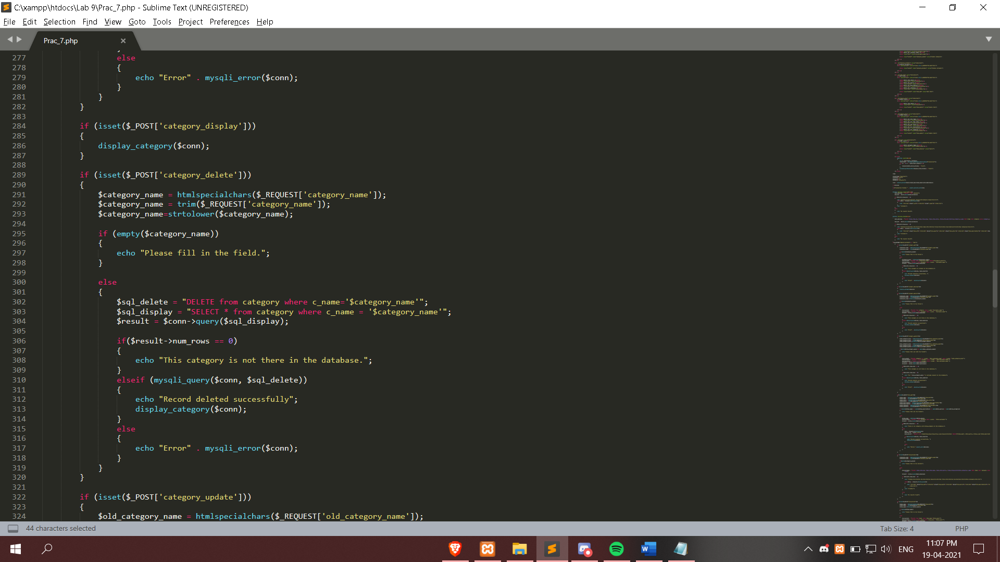 C:\xampp\htdocs\Lab 9\Prac_7.php - Sublime Text (UNREGISTERED)
File Edit Selection Find View Goto Tools Project Preferences Help
Prac_7.php
277 else
278 {
279 echo "Error" . mysqli_error($conn);
280 }
281 }
282 }
283
284 if (isset($_POST['category_display']))
285 {
286 display_category($conn);
287 }
288
289 if (isset($_POST['category_delete']))
290 {
291 $category_name = htmlspecialchars($_REQUEST['category_name']);
292 $category_name = trim($_REQUEST['category_name']);
293 $category_name=strtolower($category_name);
294
295 if (empty($category_name))
296 {
297 echo "Please fill in the field.";
298 }
299
300 else
301 {
302 $sql_delete = "DELETE from category where c_name='$category_name'";
303 $sql_display = "SELECT * from category where c_name = '$category_name'";
304 $result = $conn->query($sql_display);
305
306 if($result->num_rows == 0)
307 {
308 echo "This category is not there in the database.";
309 }
310 elseif (mysqli_query($conn, $sql_delete))
311 {
312 echo "Record deleted successfully";
313 display_category($conn);
314 }
315 else
316 {
317 echo "Error" . mysqli_error($conn);
318 }
319 }
320 }
321
322 if (isset($_POST['category_update']))
323 {
324 $old_category_name = htmlspecialchars($_REQUEST['old_category_name']);
44 characters selected
Tab Size: 4 PHP
ENG
11:07 PM
19-04-2021